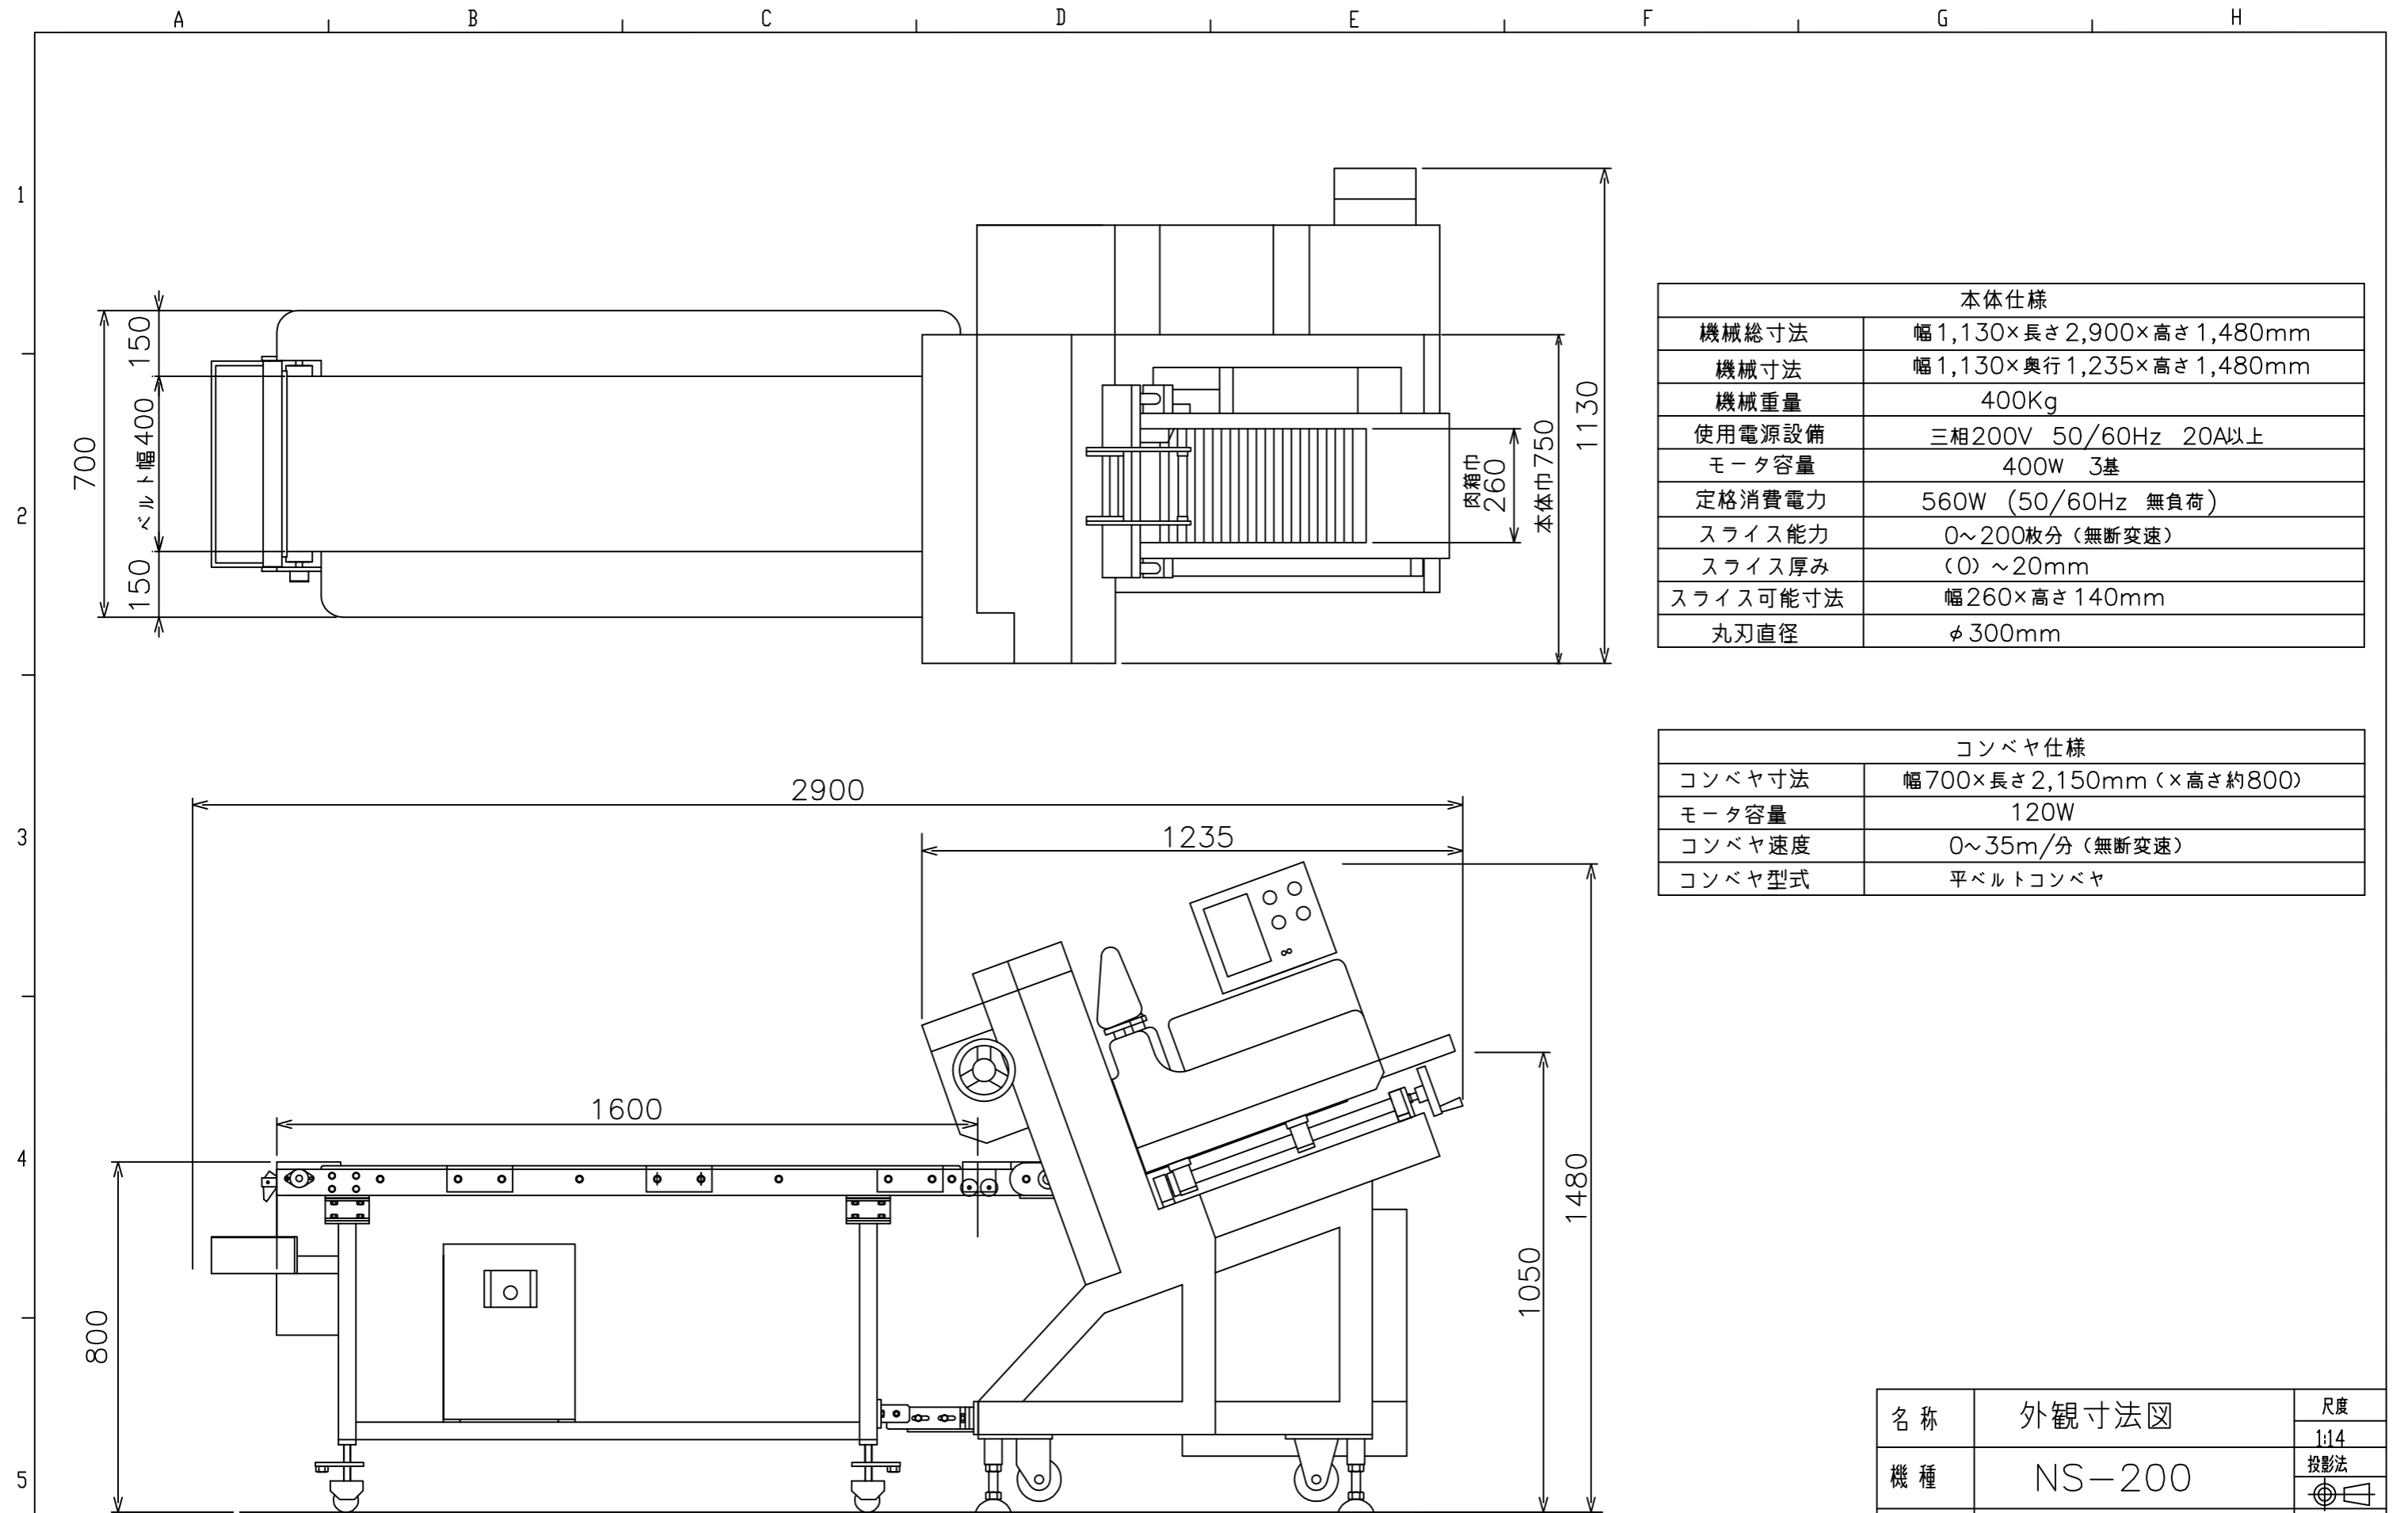 A B C D E F G H
1
2
3
4
5
700
150
ベルト幅400
150
肉箱巾
260
本体巾750
1130
本体仕様
機械総寸法 幅1,130×長さ2,900×高さ1,480mm
機械寸法 幅1,130×奥行1,235×高さ1,480mm
機械重量 400Kg
使用電源設備 三相200V 50/60Hz 20A以上
モータ容量 400W 3基
定格消費電力 560W (50/60Hz 無負荷)
スライス能力 0~200枚分(無断変速)
スライス厚み (0)~20mm
スライス可能寸法 幅260×高さ140mm
丸刃直径 φ300mm
コンベヤ仕様
コンベヤ寸法 幅700×長さ2,150mm(×高さ約800)
モータ容量 120W
コンベヤ速度 0~35m/分(無断変速)
コンベヤ型式 平ベルトコンベヤ
2900
1235
1600
800
1050
1480
名称 外観寸法図 尺度
1:14
機種 NS-200 投影法